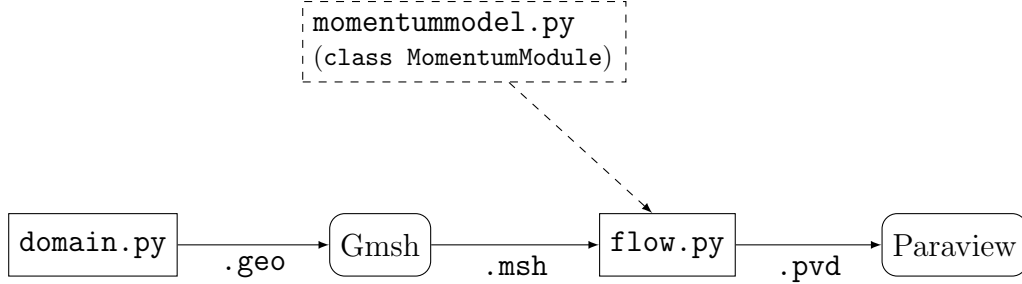 momentummodel.py
(class MomentumModule)
domain.py
.geo
Gmsh
.msh
flow.py
.pvd
Paraview